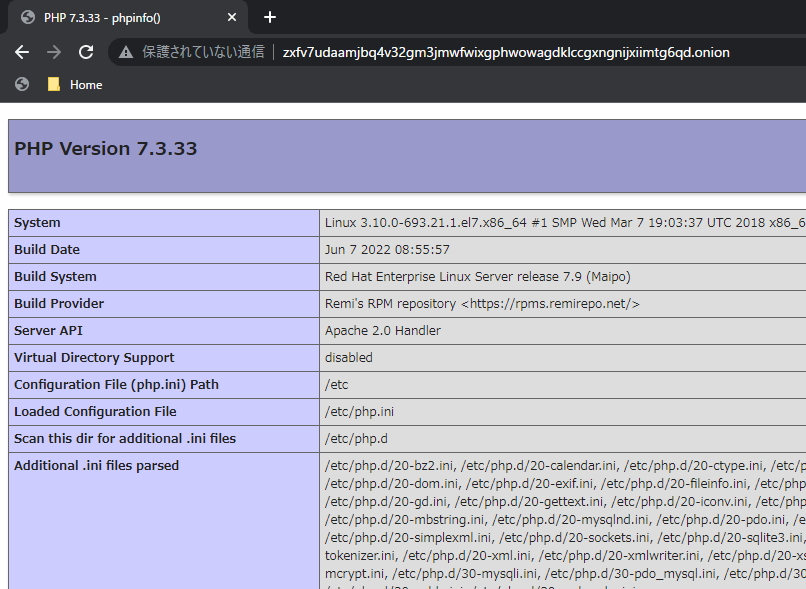 PHP 7.3.33 - phpinfo()
保護されていない通信 zxfv7udaamjbq4v32gm3jmwfwixgphwowagdklccgxngnijxiimtg6qd.onion
Home
PHP Version 7.3.33
System Linux 3.10.0-693.21.1.el7.x86_64 #1 SMP Wed Mar 7 19:03:37 UTC 2018 x86_6
Build Date Jun 7 2022 08:55:57
Build System Red Hat Enterprise Linux Server release 7.9 (Maipo)
Build Provider Remi's RPM repository <https://rpms.remirepo.net/>
Server API Apache 2.0 Handler
Virtual Directory Support disabled
Configuration File (php.ini) Path /etc
Loaded Configuration File /etc/php.ini
Scan this dir for additional .ini files /etc/php.d
Additional .ini files parsed /etc/php.d/20-bz2.ini, /etc/php.d/20-calendar.ini, /etc/php.d/20-ctype.ini, /etc/p
/etc/php.d/20-dom.ini, /etc/php.d/20-exif.ini, /etc/php.d/20-fileinfo.ini, /etc/php
/etc/php.d/20-gd.ini, /etc/php.d/20-gettext.ini, /etc/php.d/20-iconv.ini, /etc/php
/etc/php.d/20-mbstring.ini, /etc/php.d/20-mysqlnd.ini, /etc/php.d/20-pdo.ini, /e
/etc/php.d/20-simplexml.ini, /etc/php.d/20-sockets.ini, /etc/php.d/20-sqlite3.ini,
tokenizer.ini, /etc/php.d/20-xml.ini, /etc/php.d/20-xmlwriter.ini, /etc/php.d/20-xs
mcrypt.ini, /etc/php.d/30-mysqli.ini, /etc/php.d/30-pdo_mysql.ini, /etc/php.d/30